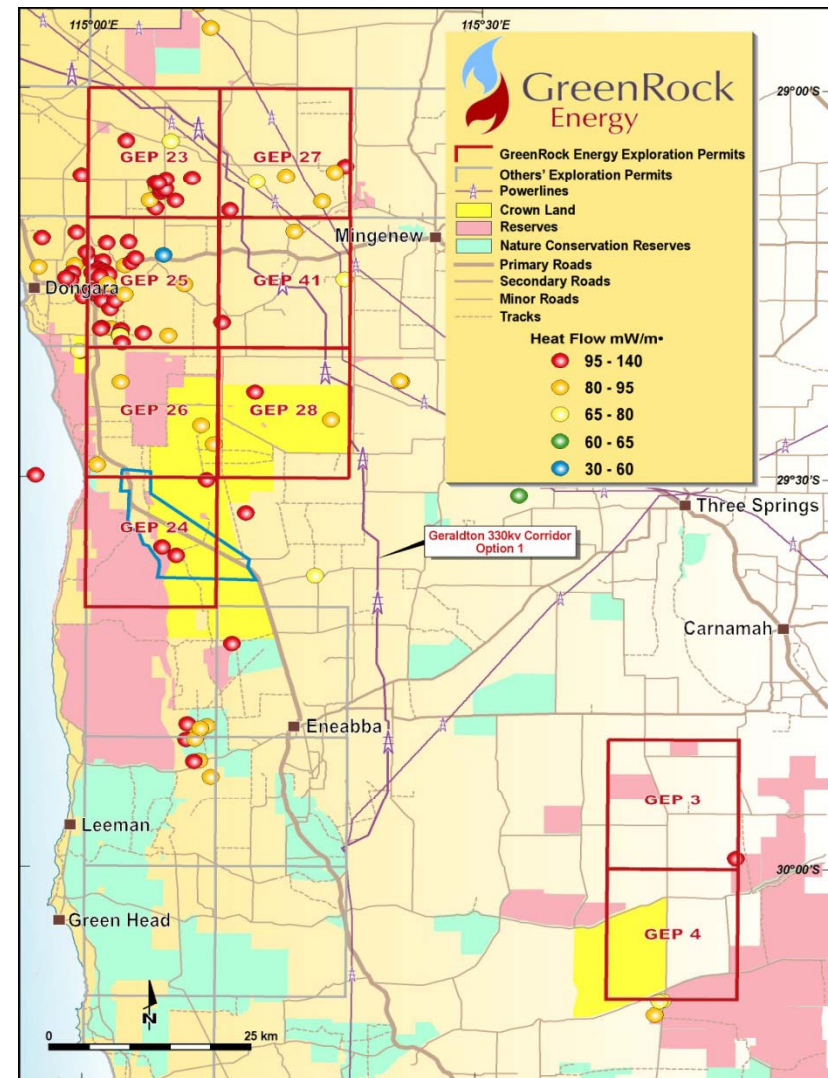 115°00'E
115°30'E
GreenRock
Energy
GreenRock Energy Exploration Permits
Others' Exploration Permits
Powerlines
Crown Land
Reserves
Nature Conservation Reserves
Primary Roads
Secondary Roads
Minor Roads
Tracks
Heat Flow mW/m•
95 - 140
80 - 95
65 - 80
60 - 65
30 - 60
29°00'S
GEP 23
GEP 27
Mingenew
GEP 25
GEP 41
Dongara
GEP 26
GEP 28
29°30'S
Three Springs
GEP 24
Geraldton 330kv Corridor
Option 1
Carnamah
Eneabba
GEP 3
Leeman
30°00'S
Green Head
GEP 4
N
0
25 km